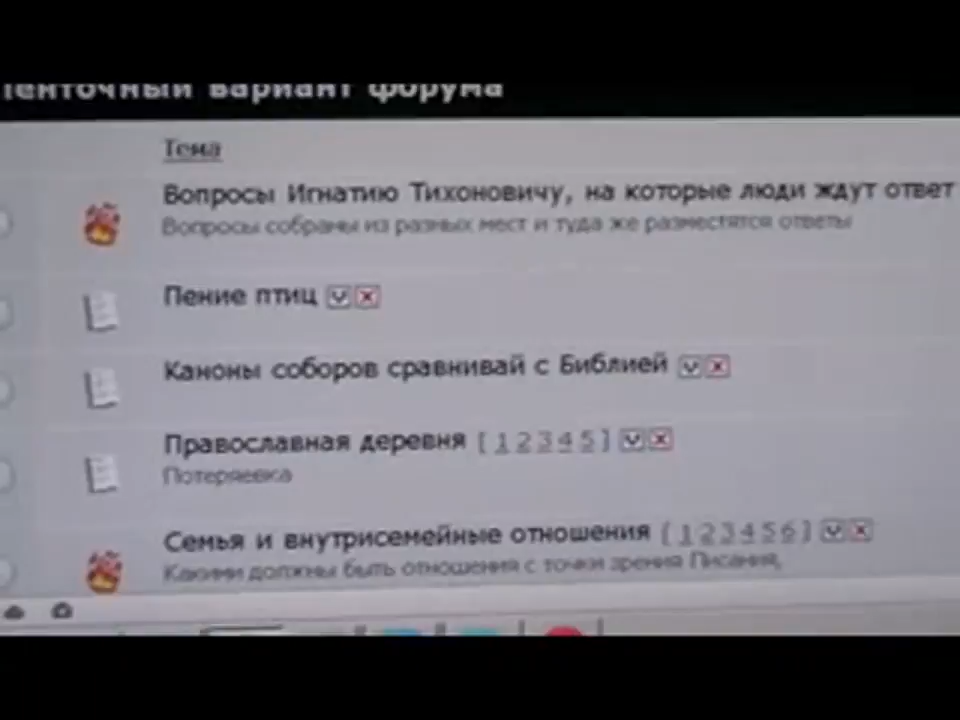 Ленточный вариант форума
Тема
Вопросы Игнатию Тихоновичу, на которые люди ждут ответ
Вопросы собраны из разных мест и туда же разместятся ответы
Пение птиц
Каноны соборов сравнивай с Библией
Православная деревня [ 1 2 3 4 5 ]
Потеряевка
Семья и внутрисемейные отношения [ 1 2 3 4 5 6 ]
Какими должны быть отношения с точки зрения Писания,